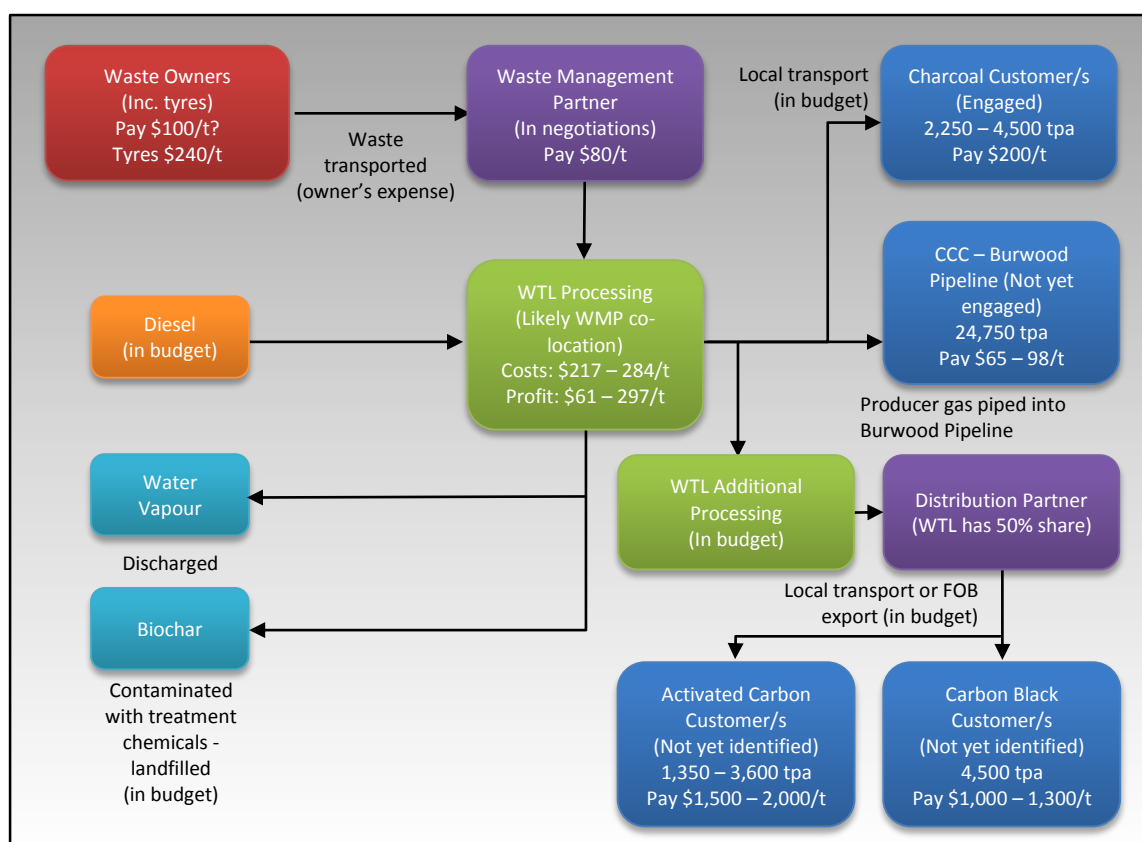 Waste Owners
(Inc. tyres)
Pay $100/t?
Tyres $240/t
Waste
transported
(owner's expense)
Waste Management
Partner
(In negotiations)
Pay $80/t
Local transport
(in budget)
Charcoal Customer/s
(Engaged)
2,250 – 4,500 tpa
Pay $200/t
CCC – Burwood
Pipeline (Not yet
engaged)
24,750 tpa
Pay $65 – 98/t
Producer gas piped into
Burwood Pipeline
Diesel
(in budget)
WTL Processing
(Likely WMP co-
location)
Costs: $217 – 284/t
Profit: $61 – 297/t
Water
Vapour
Discharged
Biochar
Contaminated
with treatment
chemicals -
landfilled
(in budget)
WTL Additional
Processing
(In budget)
Distribution Partner
(WTL has 50% share)
Local transport or FOB
export (in budget)
Activated Carbon
Customer/s
(Not yet identified)
1,350 – 3,600 tpa
Pay $1,500 – 2,000/t
Carbon Black
Customer/s
(Not yet identified)
4,500 tpa
Pay $1,000 – 1,300/t